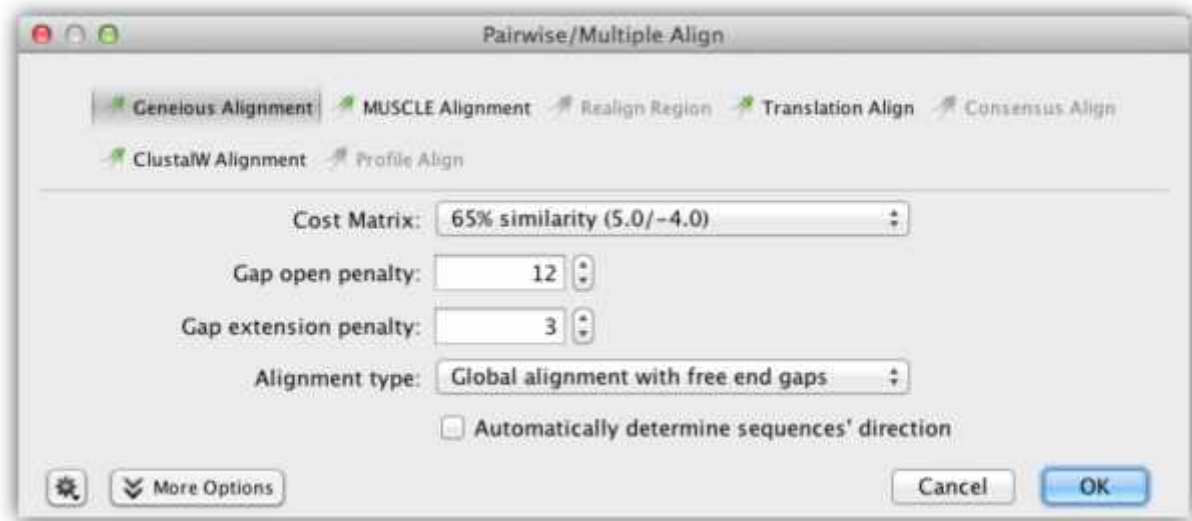 Pairwise/Multiple Align
Geneious Alignment MUSCLE Alignment Realign Region Translation Align Consensus Align
ClustalW Alignment Profile Align
Cost Matrix: 65% similarity (5.0/-4.0)
Gap open penalty: 12
Gap extension penalty: 3
Alignment type: Global alignment with free end gaps
Automatically determine sequences' direction
More Options Cancel OK